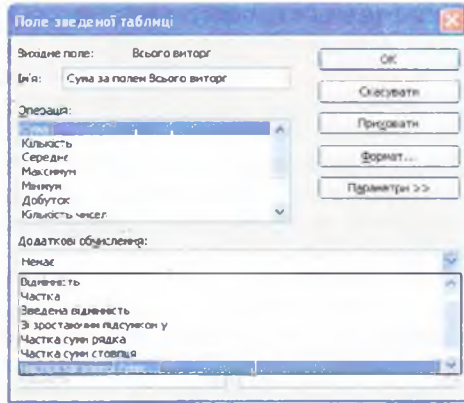 Поле зведеної таблиці
Вихідне поле: Всього виторг
Ім'я: Сума за полем Всього виторг
Операція:
Кількість
Середнє
Максимум
Мінімум
Добуток
Кількість чисел
OK
Скасувати
Приховати
Формат...
Параметри >>
Додаткові обчислення:
Немає
Відмінність
Частка
Зведена відмінність
Зі зростаючим підсумком у
Частка суми рядка
Частка суми стовпця